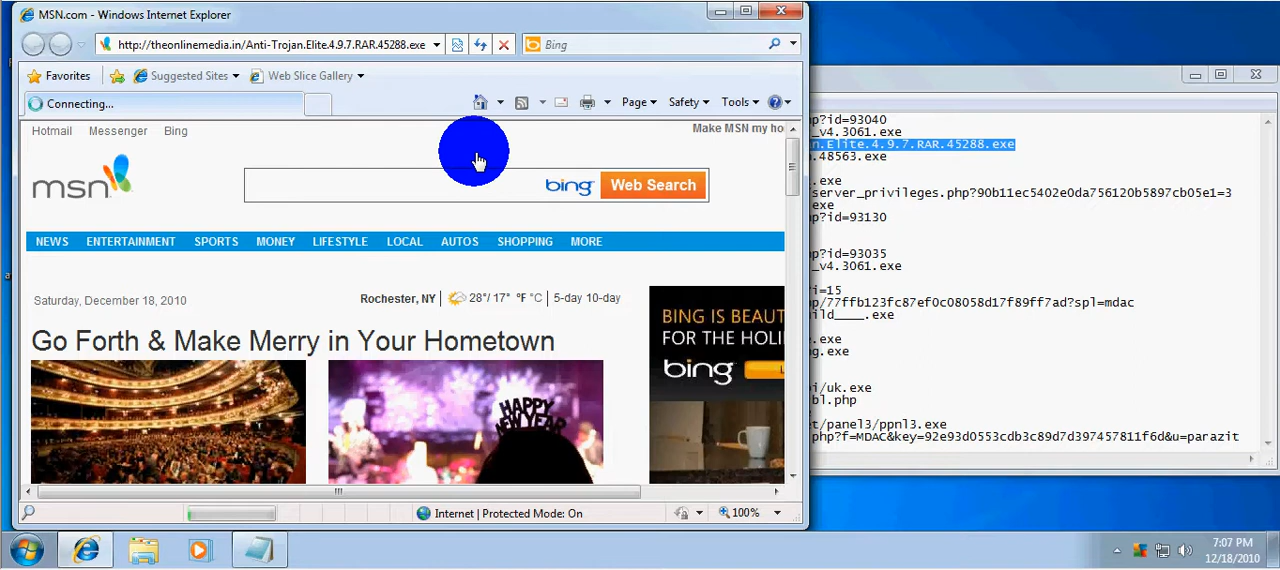 MSN.com - Windows Internet Explorer
http://theonlinemedia.in/Anti-Trojan.Elite.4.9.7.RAR.45288.exe
Bing
Favorites
Suggested Sites
Web Slice Gallery
Connecting...
Page
Safety
Tools
Hotmail
Messenger
Bing
Make MSN my ho
msn
bing
Web Search
NEWS
ENTERTAINMENT
SPORTS
MONEY
LIFESTYLE
LOCAL
AUTOS
SHOPPING
MORE
Saturday, December 18, 2010
Rochester, NY
28°/ 17°
°F °C
5-day 10-day
Go Forth & Make Merry in Your Hometown
HAPPY
NEW YEAR
BING IS BEAU
FOR THE HOLI
bing
Internet | Protected Mode: On
100%
p?id=93040
_v4.3061.exe
n.Elite.4.9.7.RAR.45288.exe
n.48563.exe
.exe
server_privileges.php?90b11ec5402e0da756120b5897cb05e1=3
.exe
hp?id=93130
hp?id=93035
_v4.3061.exe
?i=15
hp/77ffb123fc87ef0c08058d17f89ff7ad?spl=mdac
ild____.exe
e.exe
g.exe
i/uk.exe
bl.php
et/panel3/ppnl3.exe
php?f=MDAC&key=92e93d0553cdb3c89d7d397457811f6d&u=parazit
7:07 PM
12/18/2010